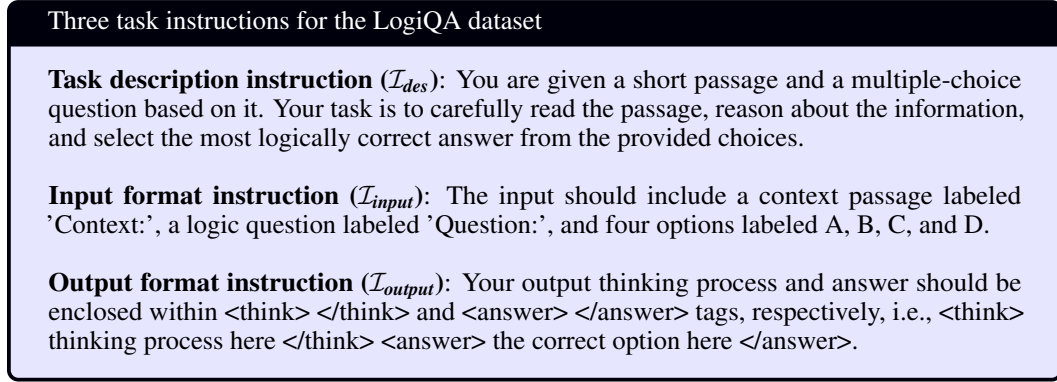 Three task instructions for the LogiQA dataset
Task description instruction (𝓘des): You are given a short passage and a multiple-choice
question based on it. Your task is to carefully read the passage, reason about the information,
and select the most logically correct answer from the provided choices.
Input format instruction (𝓘input): The input should include a context passage labeled
’Context:’, a logic question labeled ’Question:’, and four options labeled A, B, C, and D.
Output format instruction (𝓘output): Your output thinking process and answer should be
enclosed within <think> </think> and <answer> </answer> tags, respectively, i.e., <think>
thinking process here </think> <answer> the correct option here </answer>.